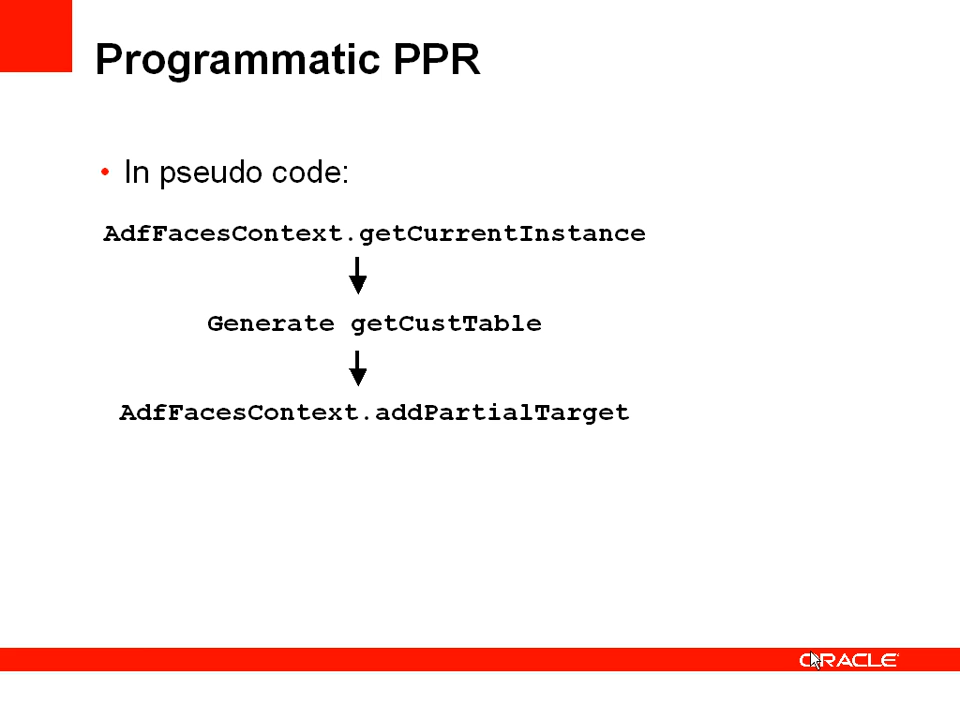 Programmatic PPR
• In pseudo code:
AdfFacesContext.getCurrentInstance
Generate getCustTable
AdfFacesContext.addPartialTarget
ORACLE